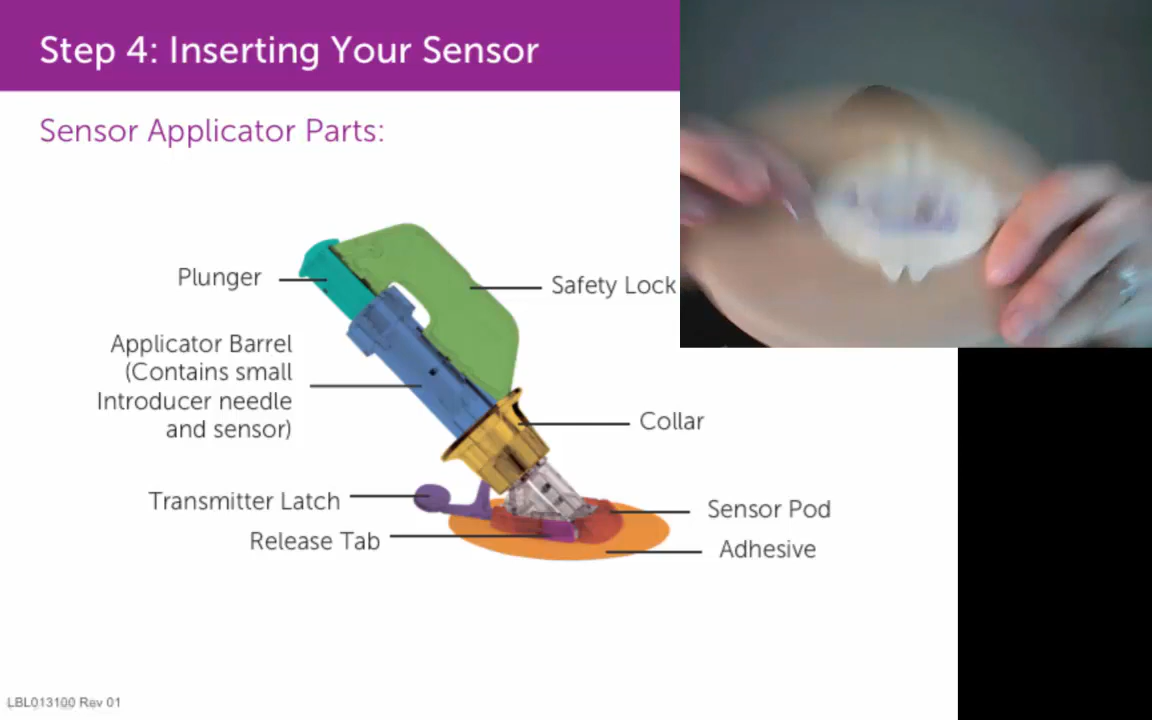 Step 4: Inserting Your Sensor
Sensor Applicator Parts:
Plunger
Safety Lock
Applicator Barrel
(Contains small
Introducer needle
and sensor)
Collar
Transmitter Latch
Sensor Pod
Release Tab
Adhesive
LBL013100 Rev 01